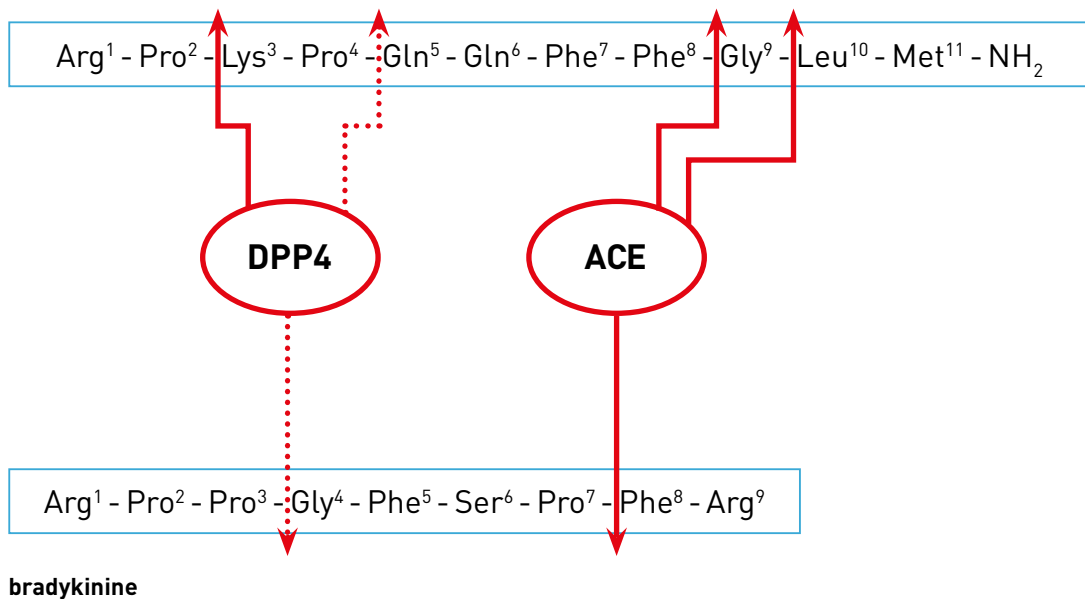 Arg¹ - Pro² - Lys³ - Pro⁴ - Gln⁵ - Gln⁶ - Phe⁷ - Phe⁸ - Gly⁹ - Leu¹⁰ - Met¹¹ - NH₂
DPP4 ACE
Arg¹ - Pro² - Pro³ - Gly⁴ - Phe⁵ - Ser⁶ - Pro⁷ - Phe⁸ - Arg⁹
bradykinine